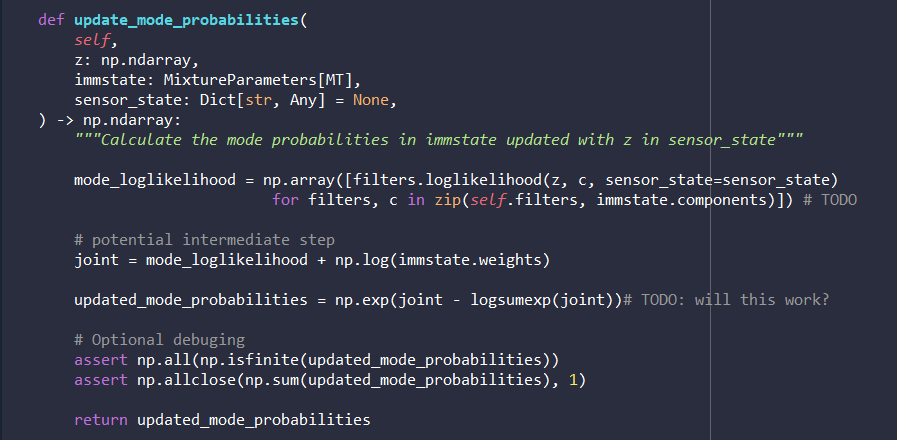 def update_mode_probabilities(
    self,
    z: np.ndarray,
    immstate: MixtureParameters[MT],
    sensor_state: Dict[str, Any] = None,
) -> np.ndarray:
    """Calculate the mode probabilities in immstate updated with z in sensor_state"""

    mode_loglikelihood = np.array([filters.loglikelihood(z, c, sensor_state=sensor_state)
                          for filters, c in zip(self.filters, immstate.components)]) # TODO

    # potential intermediate step
    joint = mode_loglikelihood + np.log(immstate.weights)

    updated_mode_probabilities = np.exp(joint - logsumexp(joint))# TODO: will this work?

    # Optional debuging
    assert np.all(np.isfinite(updated_mode_probabilities))
    assert np.allclose(np.sum(updated_mode_probabilities), 1)

    return updated_mode_probabilities